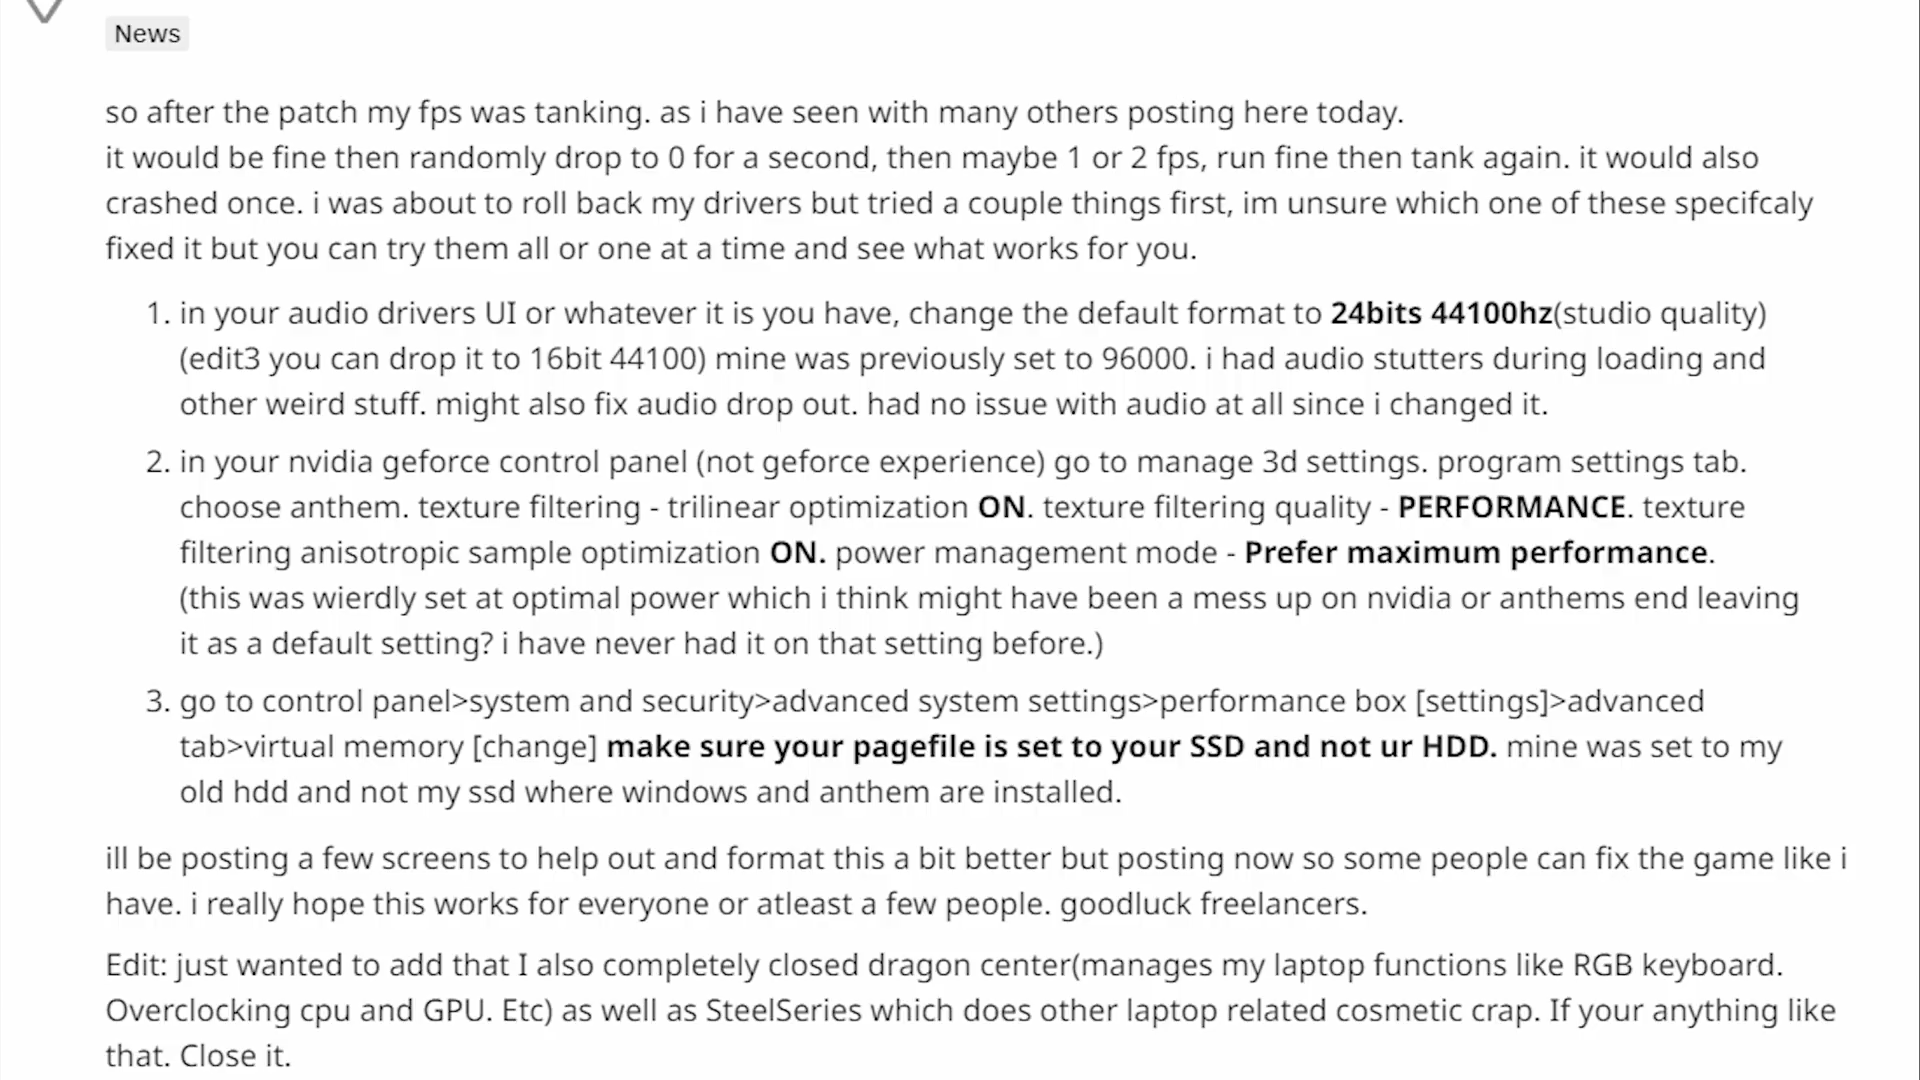 News
so after the patch my fps was tanking. as i have seen with many others posting here today.
it would be fine then randomly drop to 0 for a second, then maybe 1 or 2 fps, run fine then tank again. it would also
crashed once. i was about to roll back my drivers but tried a couple things first, im unsure which one of these specifcaly
fixed it but you can try them all or one at a time and see what works for you.
1. in your audio drivers UI or whatever it is you have, change the default format to 24bits 44100hz(studio quality)
(edit3 you can drop it to 16bit 44100) mine was previously set to 96000. i had audio stutters during loading and
other weird stuff. might also fix audio drop out. had no issue with audio at all since i changed it.
2. in your nvidia geforce control panel (not geforce experience) go to manage 3d settings. program settings tab.
choose anthem. texture filtering - trilinear optimization ON. texture filtering quality - PERFORMANCE. texture
filtering anisotropic sample optimization ON. power management mode - Prefer maximum performance.
(this was wierdly set at optimal power which i think might have been a mess up on nvidia or anthems end leaving
it as a default setting? i have never had it on that setting before.)
3. go to control panel>system and security>advanced system settings>performance box [settings]>advanced
tab>virtual memory [change] make sure your pagefile is set to your SSD and not ur HDD. mine was set to my
old hdd and not my ssd where windows and anthem are installed.
ill be posting a few screens to help out and format this a bit better but posting now so some people can fix the game like i
have. i really hope this works for everyone or atleast a few people. goodluck freelancers.
Edit: just wanted to add that I also completely closed dragon center(manages my laptop functions like RGB keyboard.
Overclocking cpu and GPU. Etc) as well as SteelSeries which does other laptop related cosmetic crap. If your anything like
that. Close it.